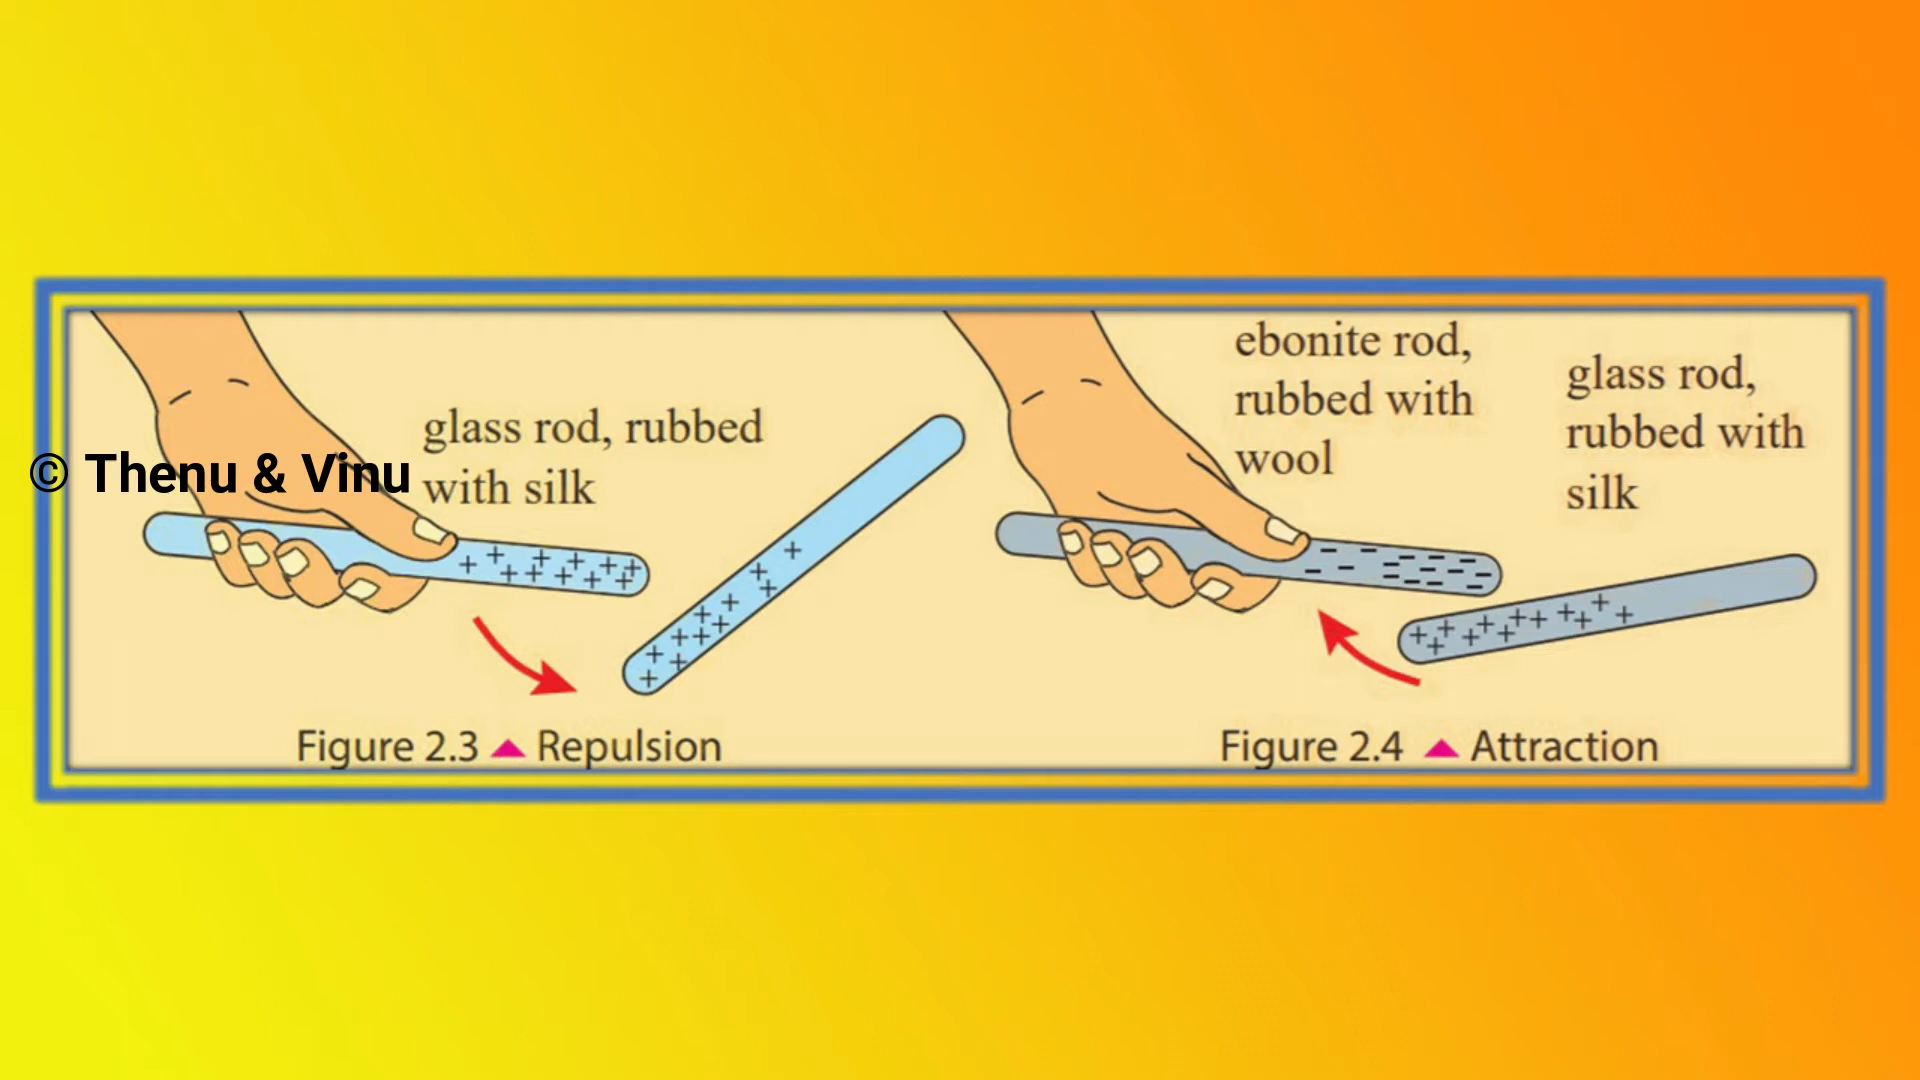 glass rod, rubbed
with silk
© Thenu & Vinu
Figure 2.3 ▲ Repulsion
ebonite rod,
rubbed with
wool
glass rod,
rubbed with
silk
Figure 2.4 ▲ Attraction